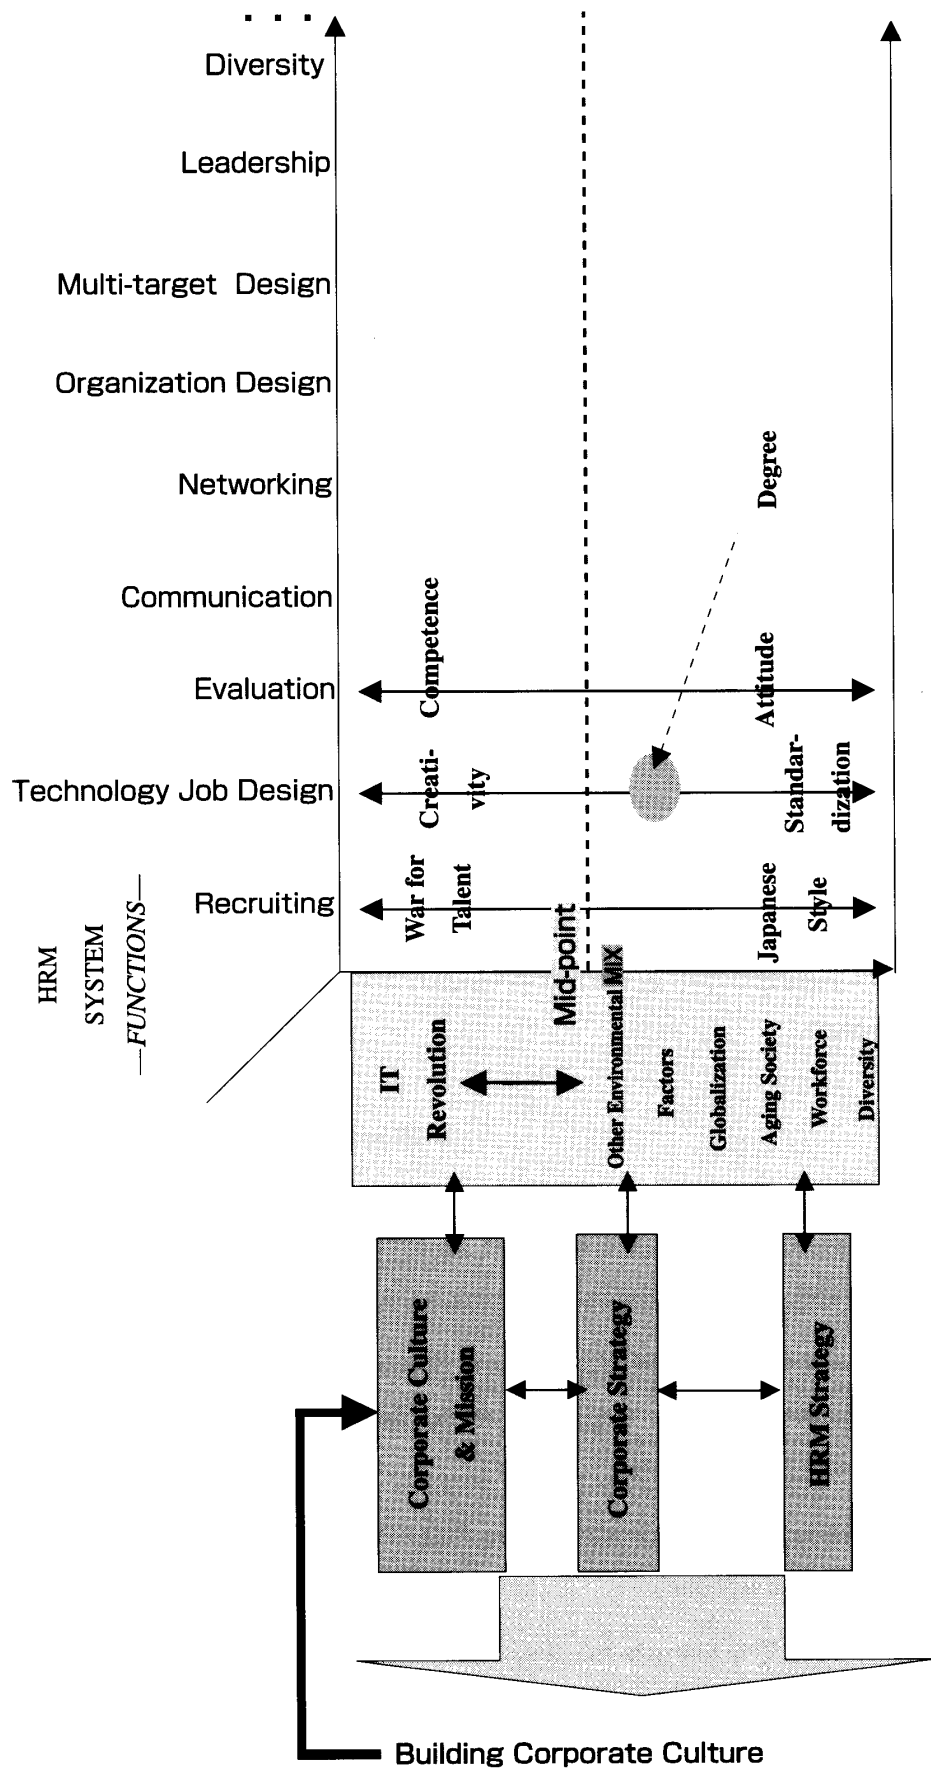 . . .
Diversity
Leadership
Multi-target Design
Organization Design
Networking
Communication
Evaluation
Technology Job Design
Recruiting
HRM
SYSTEM
—FUNCTIONS—
Degree
Competence
Attitude
Creati-
vity
Standar-
dization
War for
Talent
Japanese
Style
Mid-point
MIX
IT
Revolution
Other Environmental
Factors
Globalization
Aging Society
Workforce
Diversity
Corporate Culture
& Mission
Corporate Strategy
HRM Strategy
Building Corporate Culture